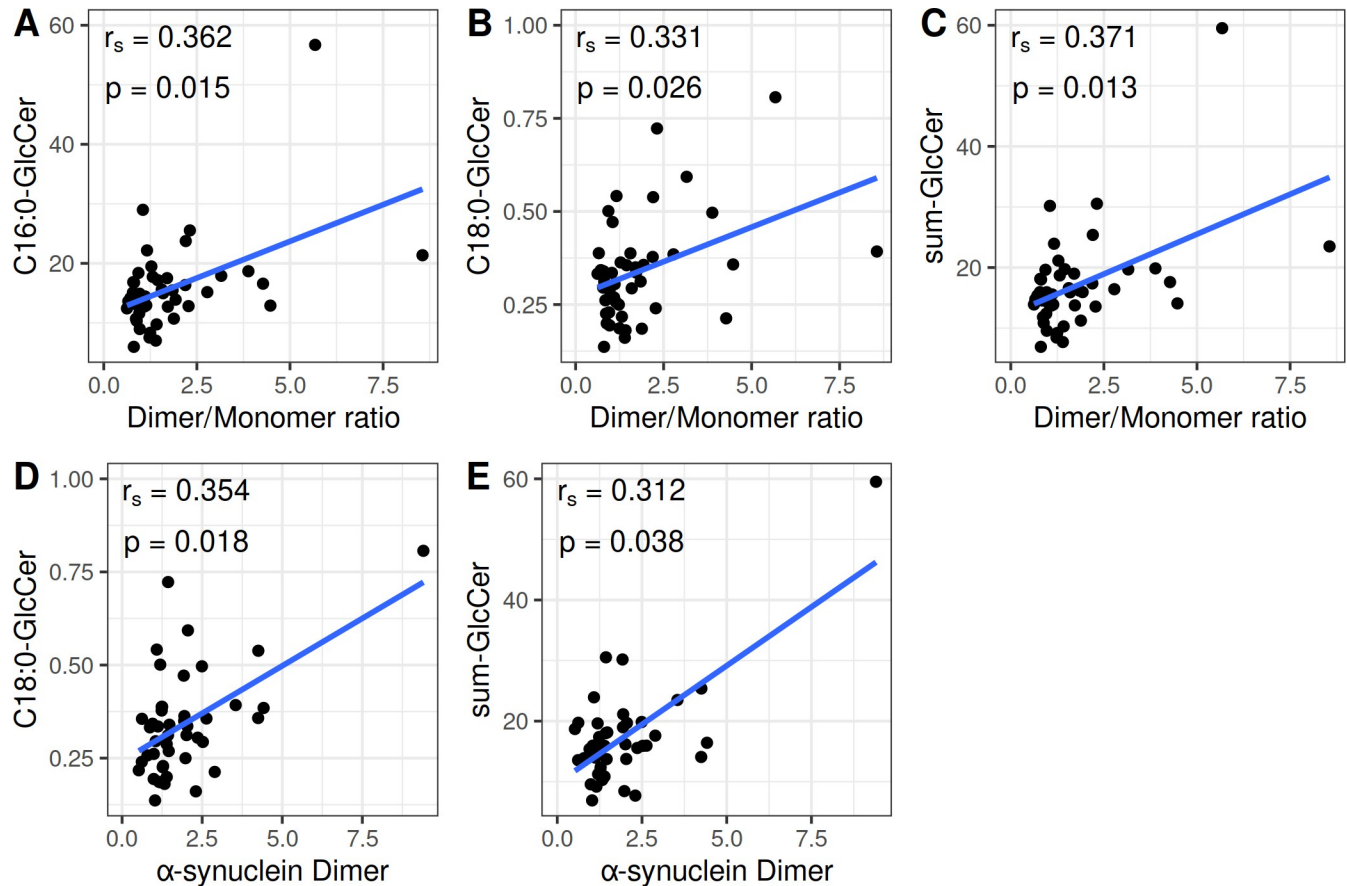 A
rs = 0.362
p = 0.015
C16:0-GlcCer
60
40
20
0.0 2.5 5.0 7.5
Dimer/Monomer ratio
B
rs = 0.331
p = 0.026
C18:0-GlcCer
1.00
0.75
0.50
0.25
0.0 2.5 5.0 7.5
Dimer/Monomer ratio
C
rs = 0.371
p = 0.013
sum-GlcCer
60
40
20
0.0 2.5 5.0 7.5
Dimer/Monomer ratio
D
rs = 0.354
p = 0.018
C18:0-GlcCer
1.00
0.75
0.50
0.25
0.0 2.5 5.0 7.5
α-synuclein Dimer
E
rs = 0.312
p = 0.038
sum-GlcCer
60
40
20
0.0 2.5 5.0 7.5
α-synuclein Dimer